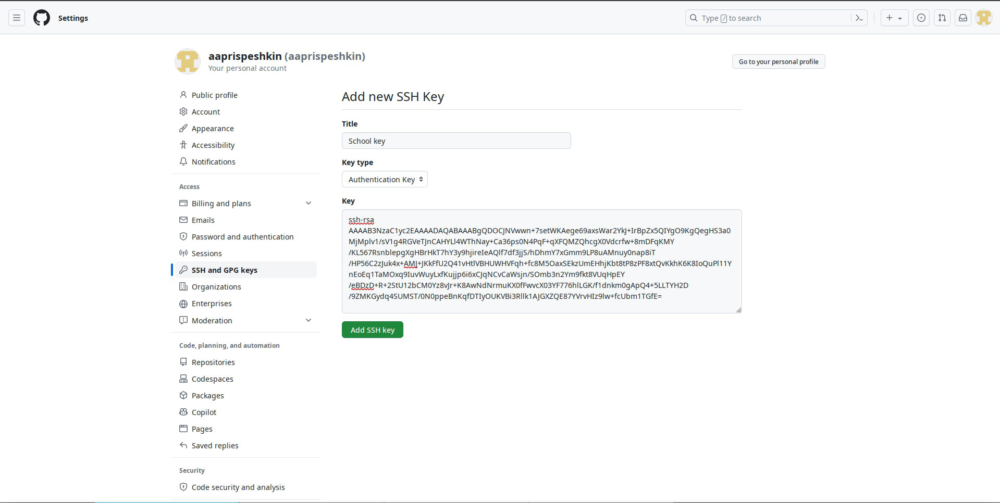 Settings
Type / to search
aaprispeshkin (aaprispeshkin)
Your personal account
Go to your personal profile
Public profile
Account
Appearance
Accessibility
Notifications
Access
Billing and plans
Emails
Password and authentication
Sessions
SSH and GPG keys
Organizations
Enterprises
Moderation
Code, planning, and automation
Repositories
Codespaces
Packages
Copilot
Pages
Saved replies
Security
Code security and analysis
Add new SSH Key
Title
School key
Key type
Authentication Key
Key
ssh-rsa
AAAAB3NzaC1yc2EAAAADAQABAAABgQDOCJNVwwn+7setWKAege69axsWar2YkJ+IrBpZx5QIYgO9KgQegHS3a0
MjMplv1/sV1g4RGVeTJnCAHYLl4WThNay+Ca36ps0N4PqF+qXFQMZQhcgX0Vdcrfw+8mDFqKMY
/KL567RsnblepgXgHBrHkT7hY3y9hjireIeAQlf7df3jjS/hDhmY7xGmm9LP8uAMnuy0nap8iT
/HP56C2zJuk4x+AMJ+JKkFfU2Q41vHtlVBHUWHVFqh+fc8M5OaxSEkzUmEHhjKbt8tP8zPF8xtQvKkhK6K8IoQuPl11Y
nEoEq1TaMOxq9IuvWuyLxfKujjp6i6xCJqNCvCaWsjn/SOmb3n2Ym9fkt8VUqHpEY
/eBDzD+R+2StU12bCM0Yz8vJr+K8AwNdNrmuKX0fFwvcX03YF776hlLGK/f1dnkm0gApQ4+5LLTYH2D
/9ZMKGydq4SUMST/0N0ppeBnKqfDTIyOUKVBi3Rllk1AJGXZQE87YVrvHIz9lw+fcUbm1TGfE=
Add SSH key